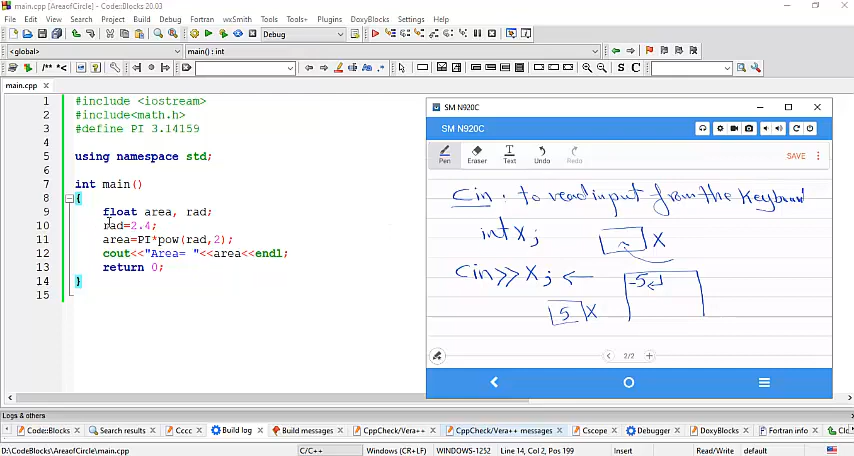 main.cpp [AreaofCircle] - Code::Blocks 20.03
File Edit View Search Project Build Debug Fortran wxSmith Tools Tools+ Plugins DoxyBlocks Settings Help
Debug
<global> main() : int
main.cpp
1 #include <iostream>
2 #include<math.h>
3 #define PI 3.14159
4
5 using namespace std;
6
7 int main()
8 {
9 float area, rad;
10 rad=2.4;
11 area=PI*pow(rad,2);
12 cout<<"Area= "<<area<<endl;
13 return 0;
14 }
15
SM N920C
SM N920C
Pen Eraser Text Undo Redo SAVE
Cin : to read input from the Keyboard
int X; X
Cin >> X; ← -5↵
5 X
2/2
Logs & others
Code::Blocks Search results Cccc Build log Build messages CppCheck/Vera++ CppCheck/Vera++ messages Cscope Debugger DoxyBlocks Fortran info Clo
main.cpp C/C++ Windows (CR+LF) WINDOWS-1252 Line 14, Col 2, Pos 199 Insert Read/Write default